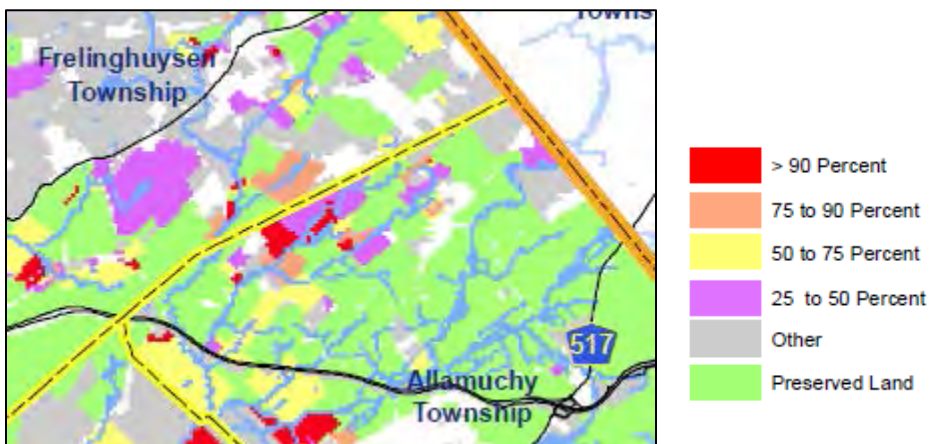 Towns
Frelinghuysen
Township
517
Allamuchy
Township
> 90 Percent
75 to 90 Percent
50 to 75 Percent
25 to 50 Percent
Other
Preserved Land